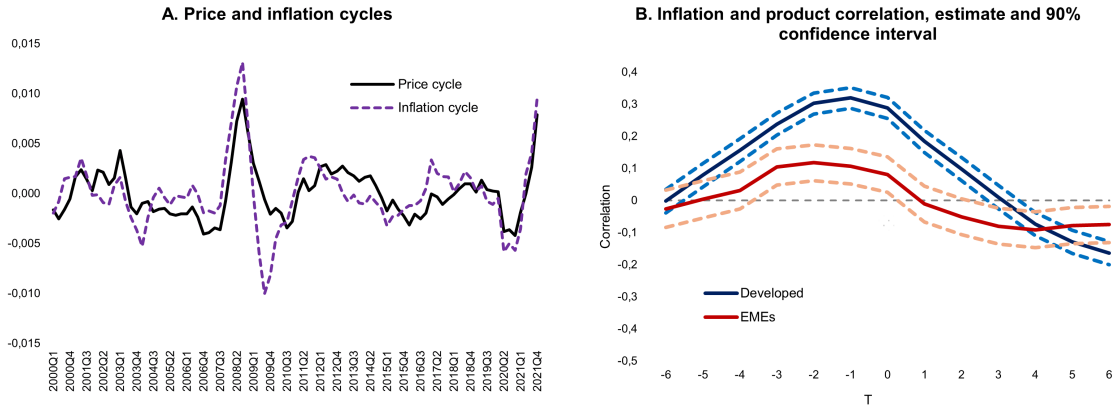 A. Price and inflation cycles
0,015
0,010
0,005
0,000
-0,005
-0,010
-0,015
Price cycle
Inflation cycle
2000Q1
2000Q4
2001Q3
2002Q2
2003Q1
2003Q4
2004Q3
2005Q2
2006Q1
2006Q4
2007Q3
2008Q2
2009Q1
2009Q4
2010Q3
2011Q2
2012Q1
2012Q4
2013Q3
2014Q2
2015Q1
2015Q4
2016Q3
2017Q2
2018Q1
2018Q4
2019Q3
2020Q2
2021Q1
2021Q4
B. Inflation and product correlation, estimate and 90%
confidence interval
Correlation
0,4
0,3
0,2
0,1
0
-0,1
-0,2
-0,3
-0,4
-0,5
Developed
EMEs
-6 -5 -4 -3 -2 -1 0 1 2 3 4 5 6
T